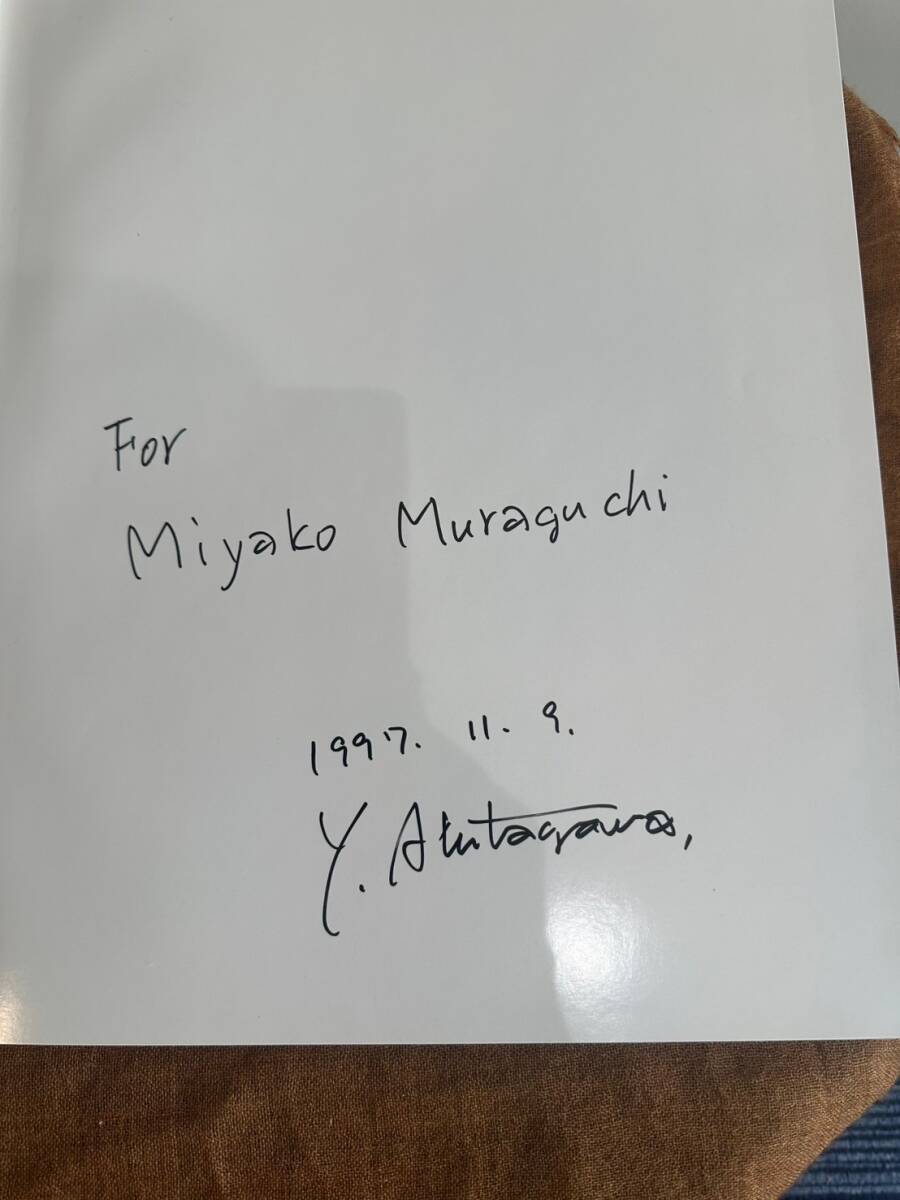 For
Miyako Muraguchi
1997. 11. 9.
Y. Akutagawa,